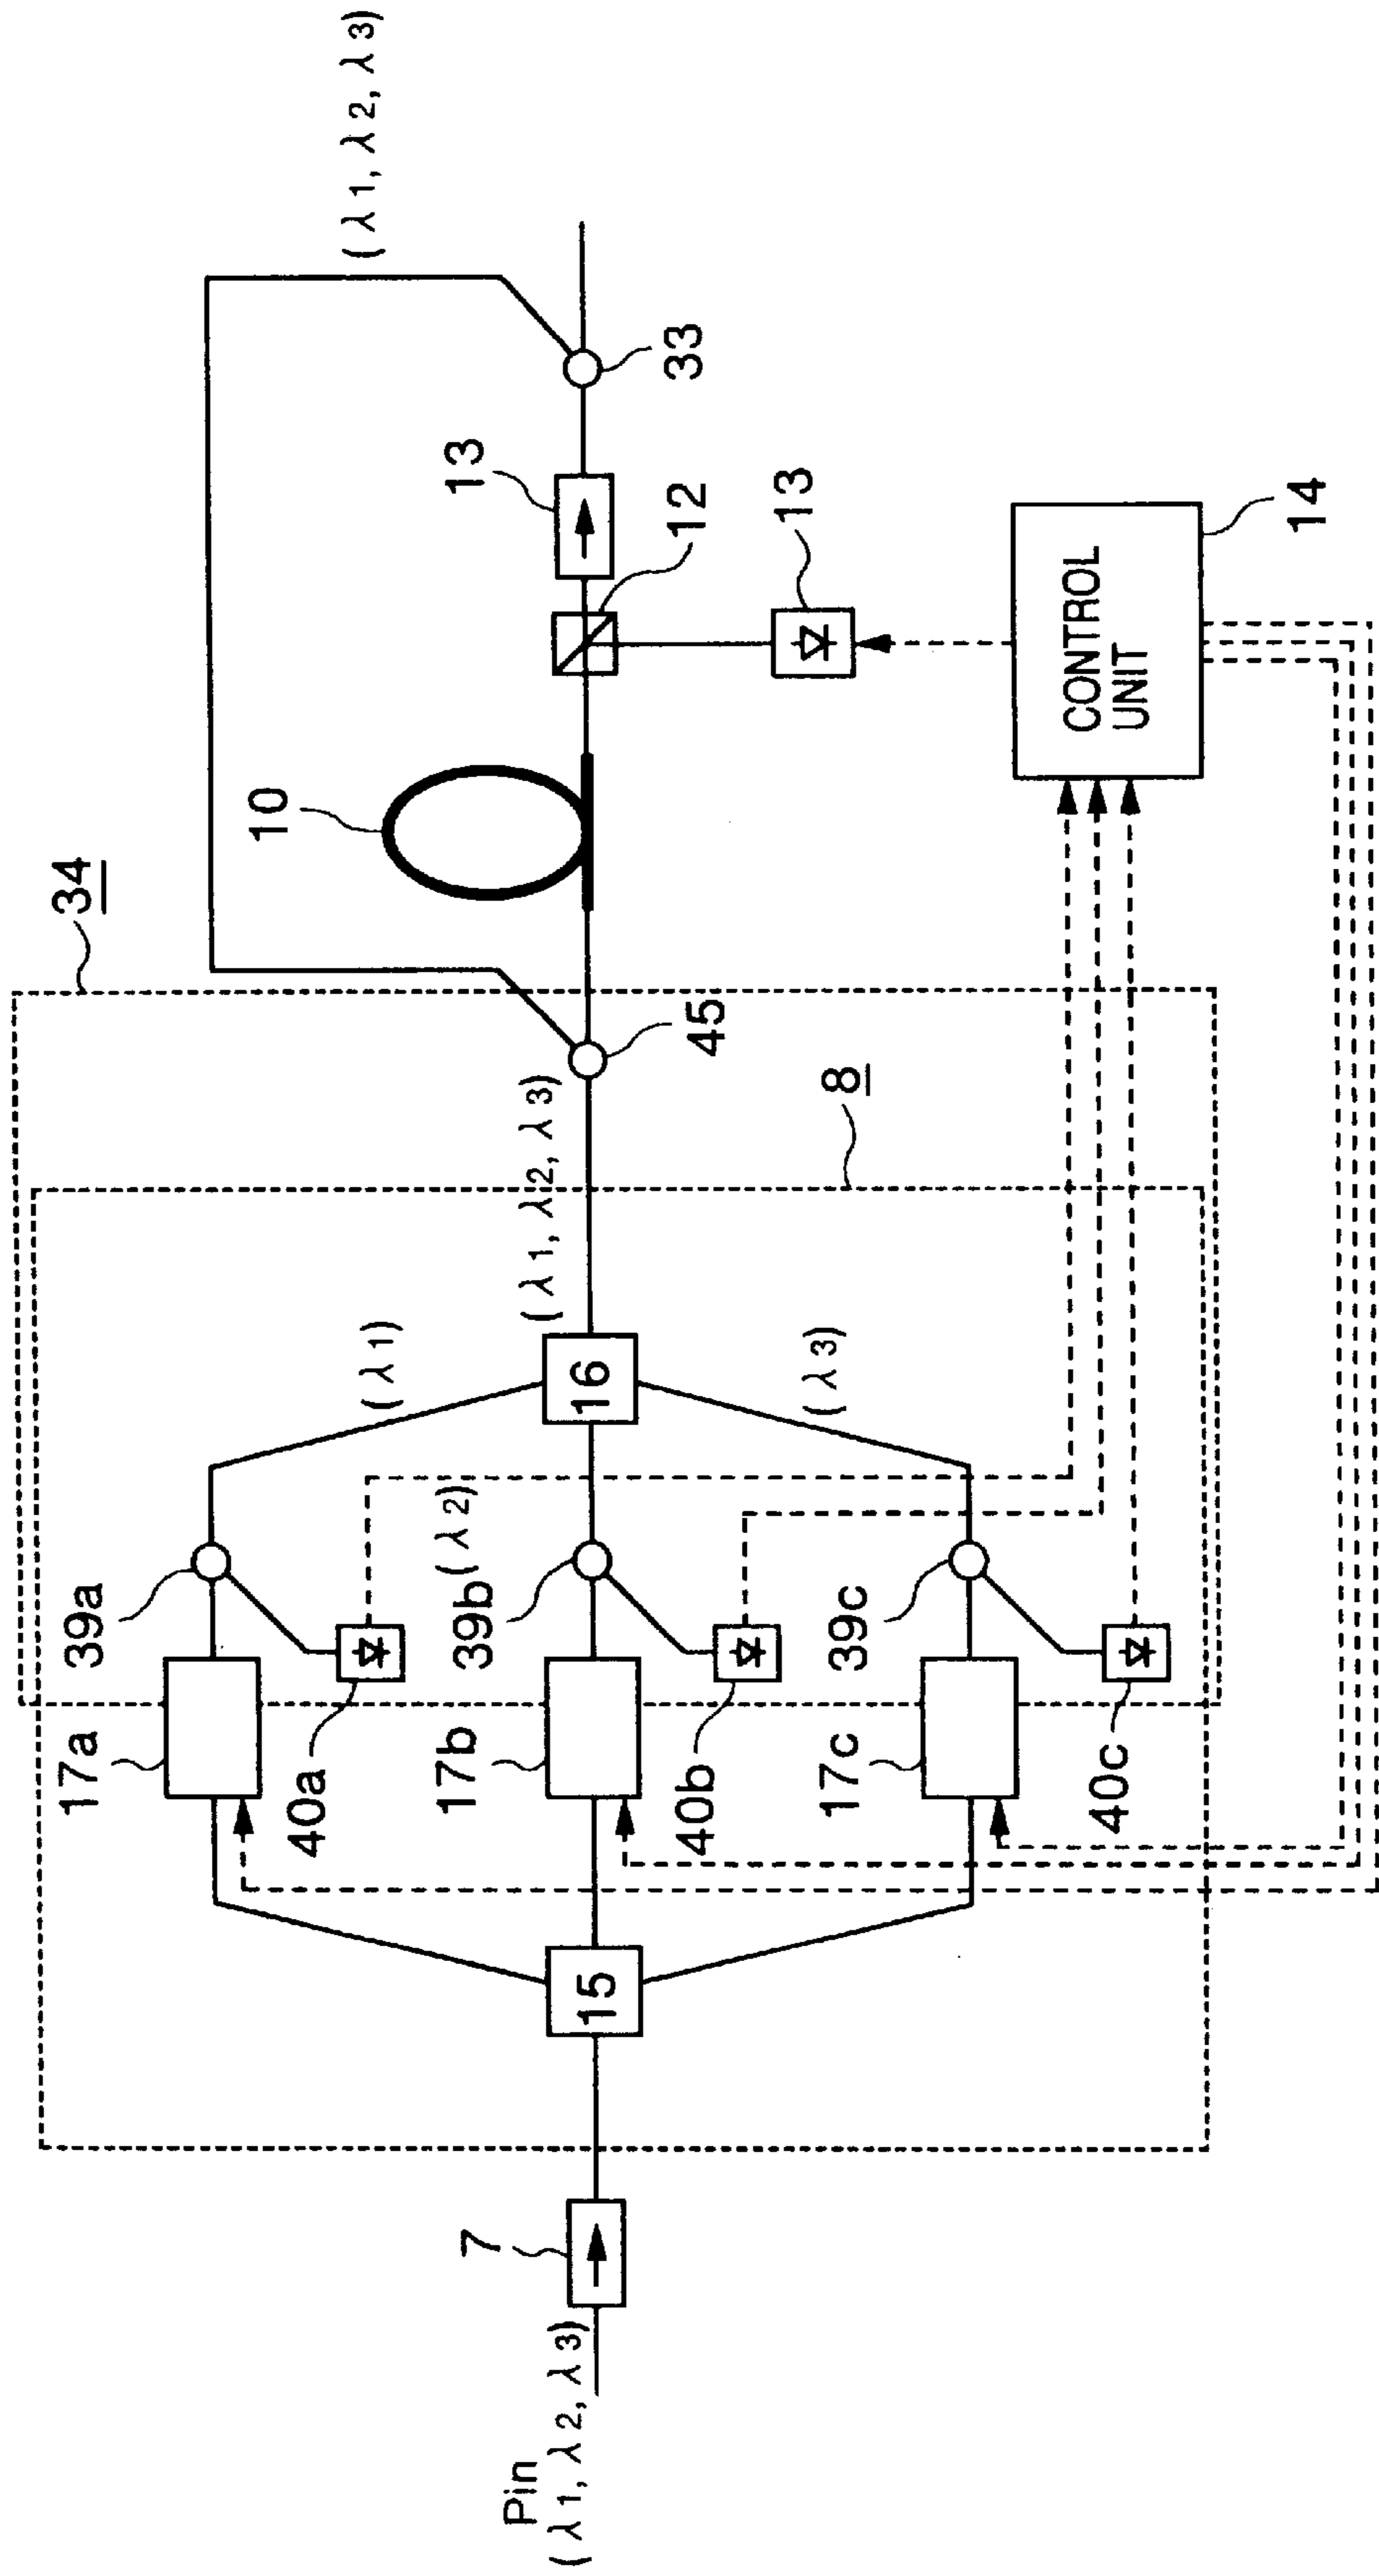 34
10
(λ1, λ2, λ3)
13
12
33
13
45
8
(λ1, λ2, λ3)
CONTROL
UNIT
14
(λ1)
16
(λ3)
39a
(λ2)
39b
39c
17a
40a
17b
40b
17c
40c
15
7
Pin
(λ1, λ2, λ3)